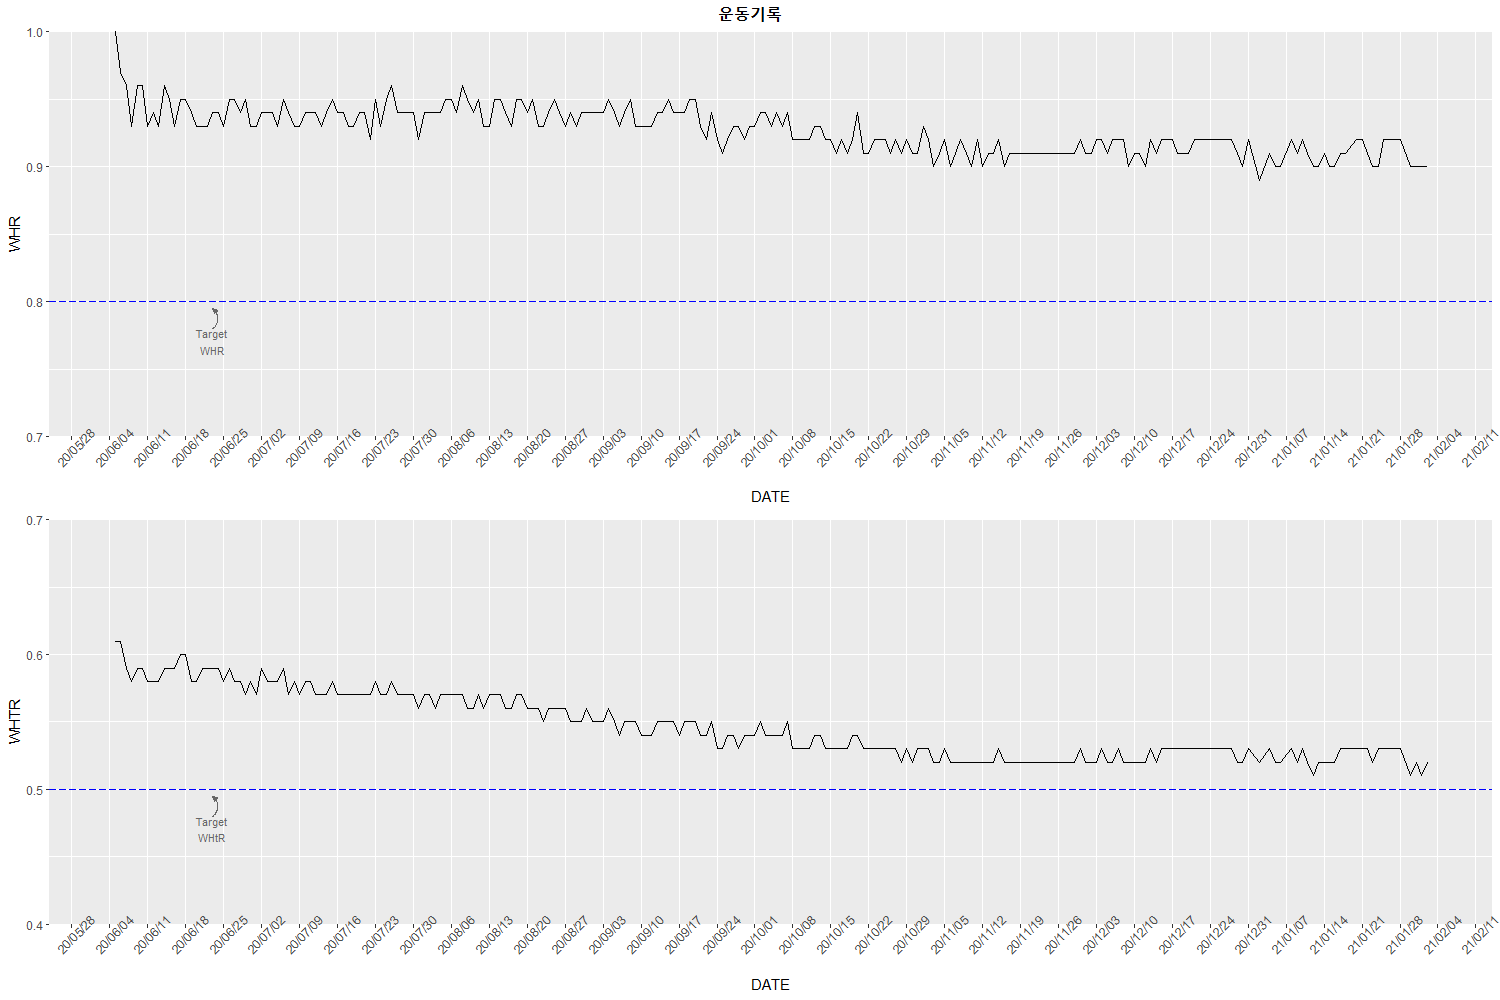 운동기록
1.0
0.9
0.8
0.7
WHR
Target
WHR
20/05/28 20/06/04 20/06/11 20/06/18 20/06/25 20/07/02 20/07/09 20/07/16 20/07/23 20/07/30 20/08/06 20/08/13 20/08/20 20/08/27 20/09/03 20/09/10 20/09/17 20/09/24 20/10/01 20/10/08 20/10/15 20/10/22 20/10/29 20/11/05 20/11/12 20/11/19 20/11/26 20/12/03 20/12/10 20/12/17 20/12/24 20/12/31 21/01/07 21/01/14 21/01/21 21/01/28 21/02/04 21/02/11
DATE
0.7
0.6
0.5
0.4
WHTR
Target
WHtR
20/05/28 20/06/04 20/06/11 20/06/18 20/06/25 20/07/02 20/07/09 20/07/16 20/07/23 20/07/30 20/08/06 20/08/13 20/08/20 20/08/27 20/09/03 20/09/10 20/09/17 20/09/24 20/10/01 20/10/08 20/10/15 20/10/22 20/10/29 20/11/05 20/11/12 20/11/19 20/11/26 20/12/03 20/12/10 20/12/17 20/12/24 20/12/31 21/01/07 21/01/14 21/01/21 21/01/28 21/02/04 21/02/11
DATE